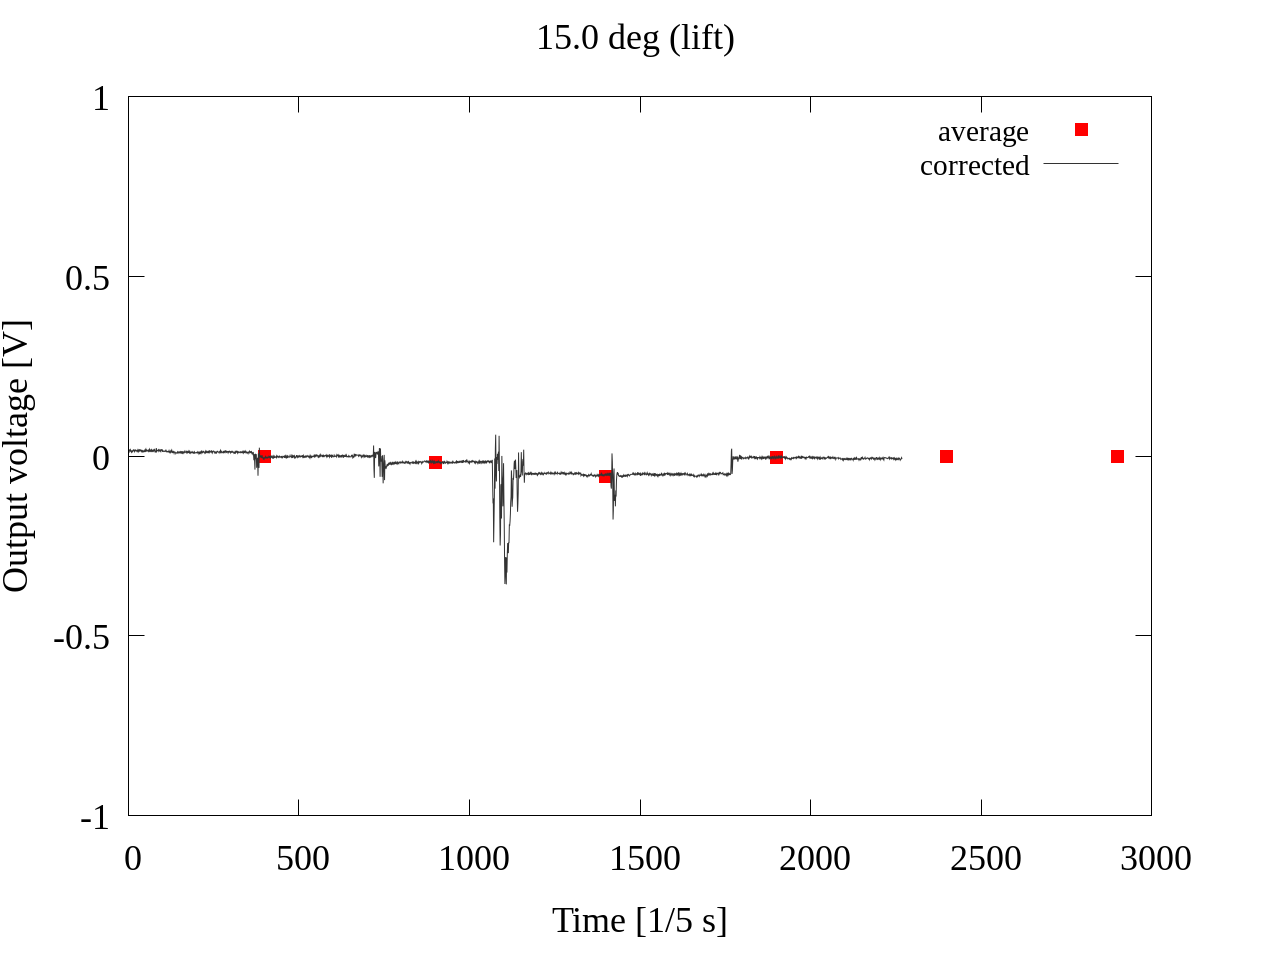 15.0 deg (lift)
average
corrected
1
0.5
0
-0.5
-1
Output voltage [V]
0 500 1000 1500 2000 2500 3000
Time [1/5 s]